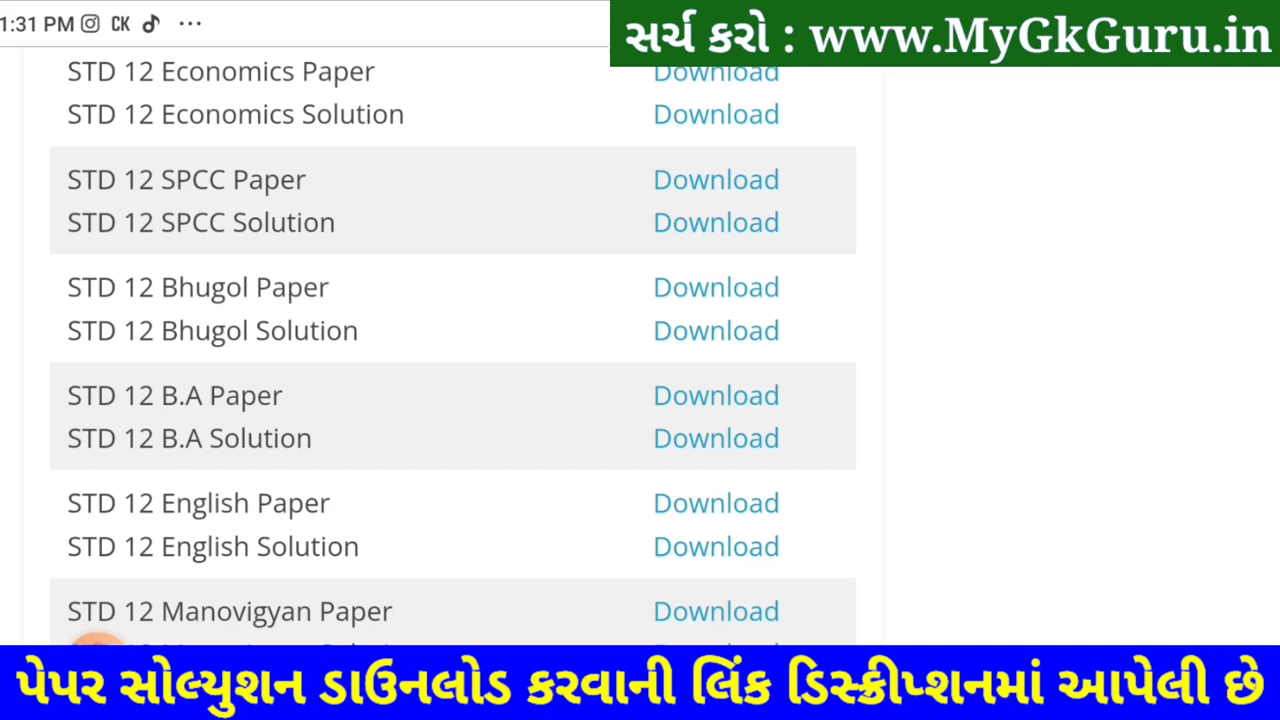 1:31 PM CK ...
સર્ચ કરો : www.MyGkGuru.in
STD 12 Economics Paper Download
STD 12 Economics Solution Download
STD 12 SPCC Paper Download
STD 12 SPCC Solution Download
STD 12 Bhugol Paper Download
STD 12 Bhugol Solution Download
STD 12 B.A Paper Download
STD 12 B.A Solution Download
STD 12 English Paper Download
STD 12 English Solution Download
STD 12 Manovigyan Paper Download
પેપર સોલ્યુશન ડાઉનલોડ કરવાની લિંક ડિસ્ક્રીપ્શનમાં આપેલી છે